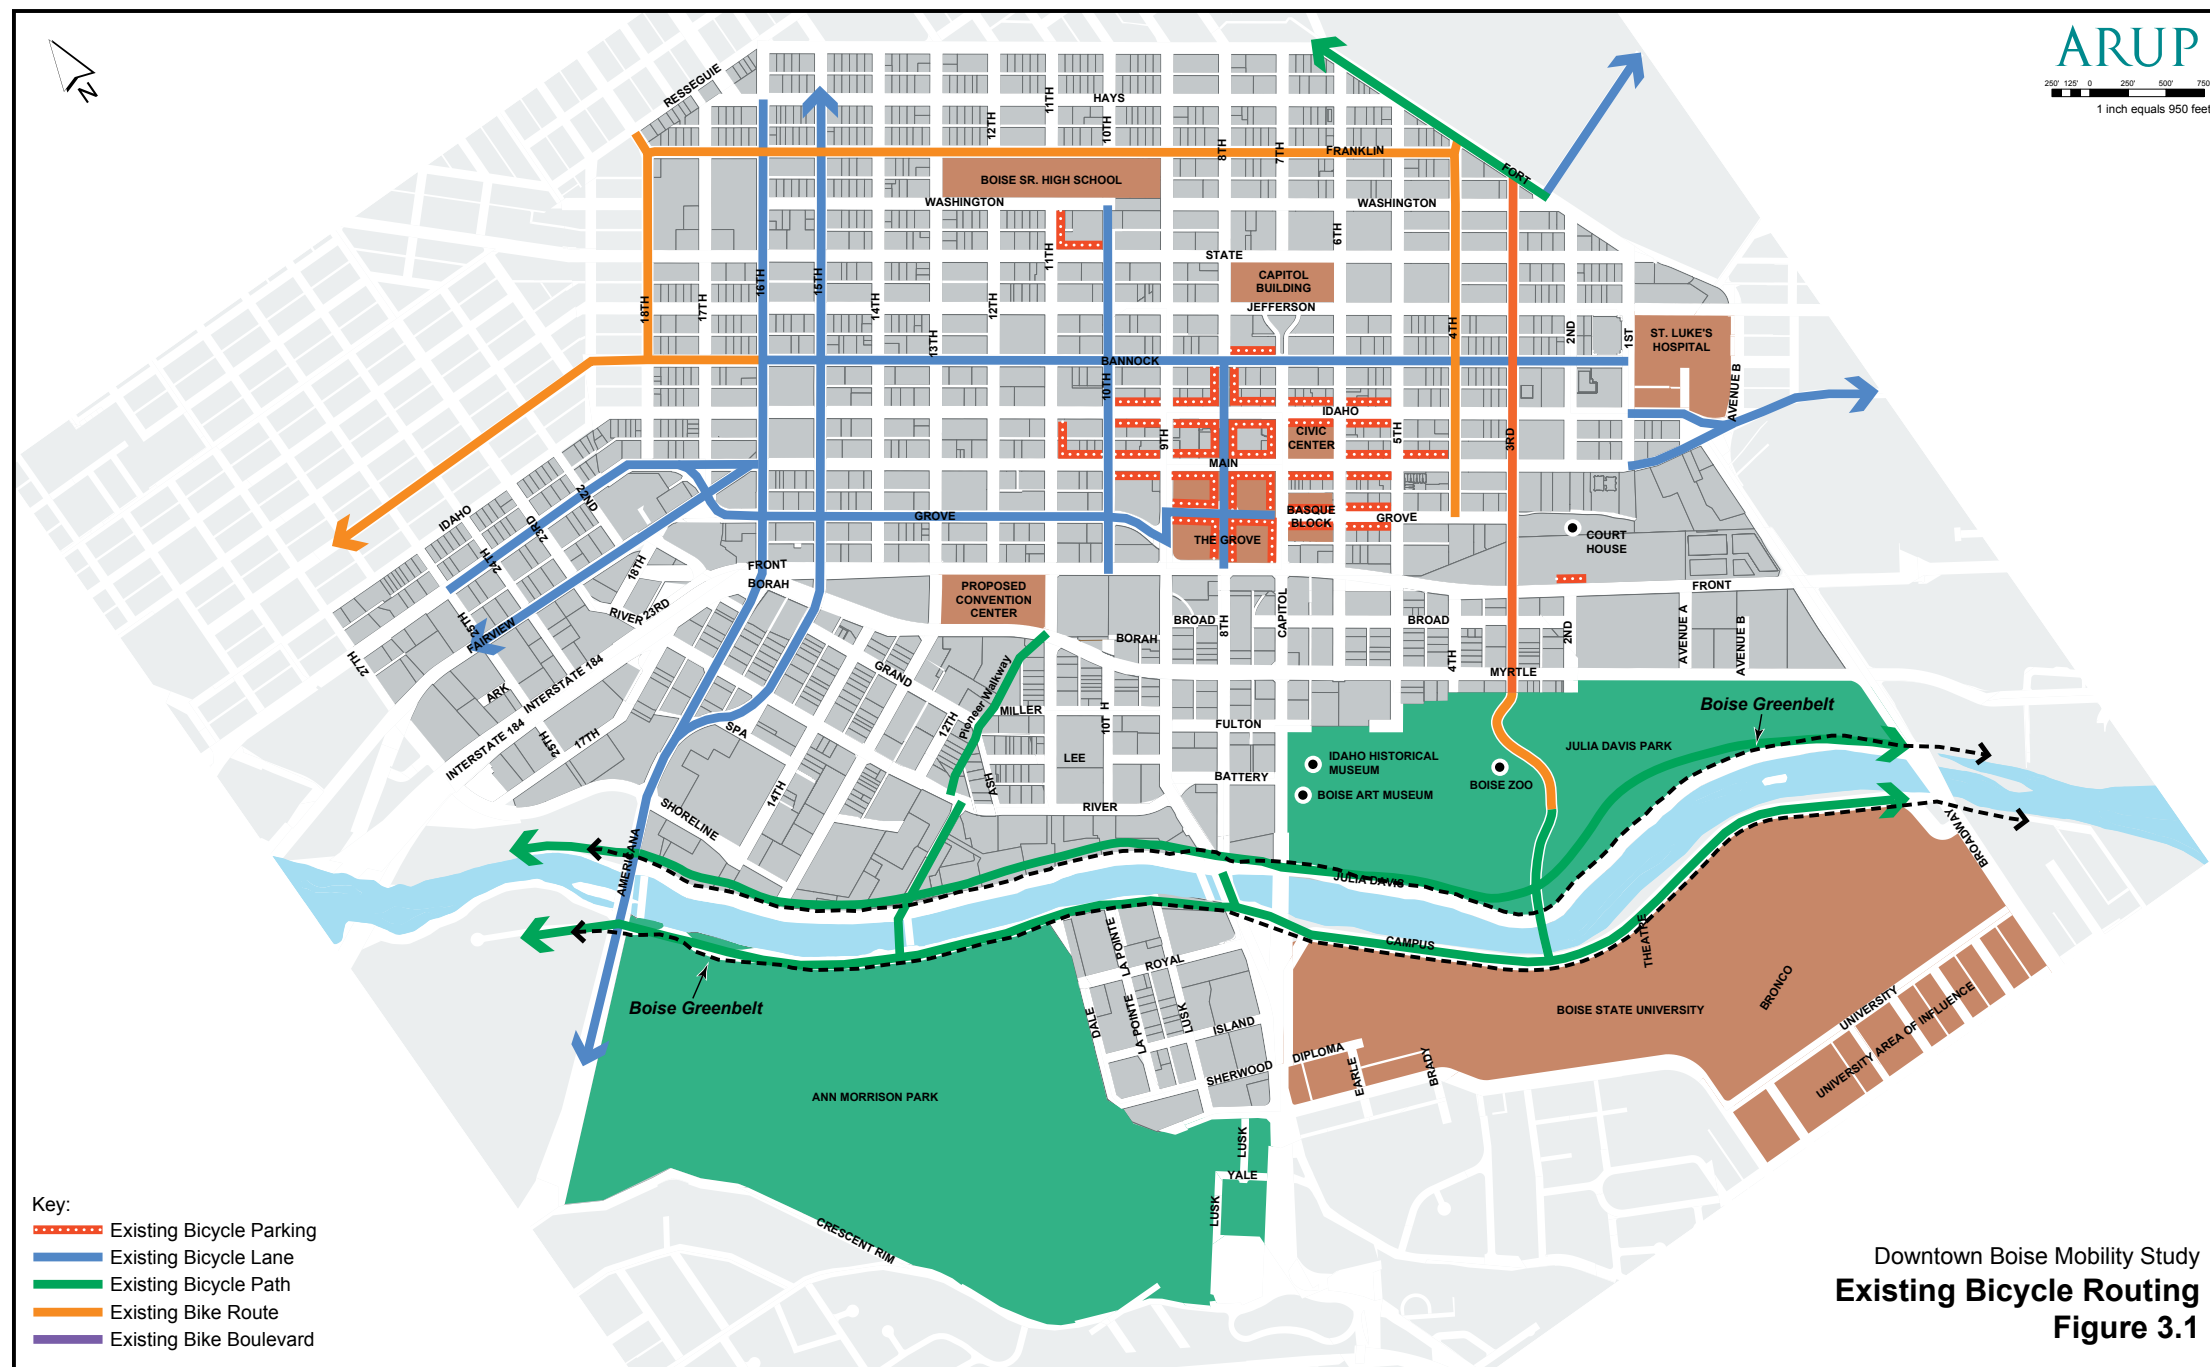 ARUP
250' 125' 0 250' 500' 750
1 inch equals 950 feet
N
RESSEGUIE
HAYS
11TH
12TH
10TH
8TH
7TH
FRANKLIN
FORT
BOISE SR. HIGH SCHOOL
WASHINGTON
WASHINGTON
6TH
11TH
STATE
CAPITOL
BUILDING
JEFFERSON
18TH
17TH
16TH
15TH
14TH
13TH
12TH
4TH
2ND
1ST
ST. LUKE'S
HOSPITAL
AVENUE B
BANNOCK
10TH
IDAHO
CIVIC
CENTER
5TH
3RD
9TH
MAIN
IDAHO
22ND
23RD
24TH
25TH
27TH
18TH
GROVE
BASQUE
BLOCK
GROVE
THE GROVE
COURT
HOUSE
FRONT
BORAH
FRONT
PROPOSED
CONVENTION
CENTER
RIVER
23RD
FAIRVIEW
CAPITOL
BROAD
8TH
BROAD
2ND
AVENUE A
AVENUE B
BORAH
4TH
MYRTLE
ARK
INTERSTATE 184
INTERSTATE 184
25TH
17TH
GRAND
Pioneer Walkway
12TH
MILLER
10T H
SPA
FULTON
LEE
ASH
14TH
BATTERY
RIVER
SHORELINE
Boise Greenbelt
JULIA DAVIS PARK
IDAHO HISTORICAL
MUSEUM
BOISE ART MUSEUM
BOISE ZOO
BROADWAY
AMERICANA
JULIA DAVIS
CAMPUS
THEATRE
LA POINTE
ROYAL
LUSK
DALE
LA POINTE
ISLAND
SHERWOOD
DIPLOMA
EARLE
BRADY
BOISE STATE UNIVERSITY
BRONCO
UNIVERSITY
UNIVERSITY AREA OF INFLUENCE
Boise Greenbelt
ANN MORRISON PARK
LUSK
YALE
LUSK
CRESCENT RIM
Key:
Existing Bicycle Parking
Existing Bicycle Lane
Existing Bicycle Path
Existing Bike Route
Existing Bike Boulevard
Downtown Boise Mobility Study
Existing Bicycle Routing
Figure 3.1